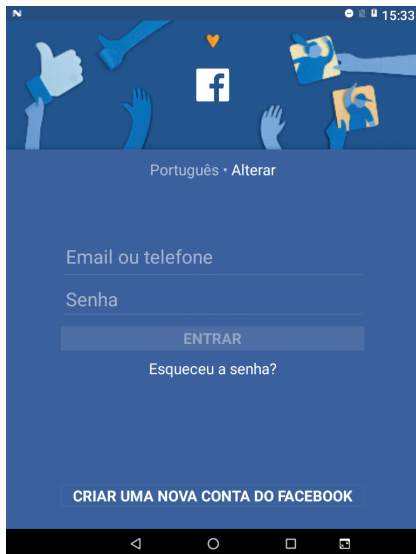 15:33
Português • Alterar
Email ou telefone
Senha
ENTRAR
Esqueceu a senha?
CRIAR UMA NOVA CONTA DO FACEBOOK